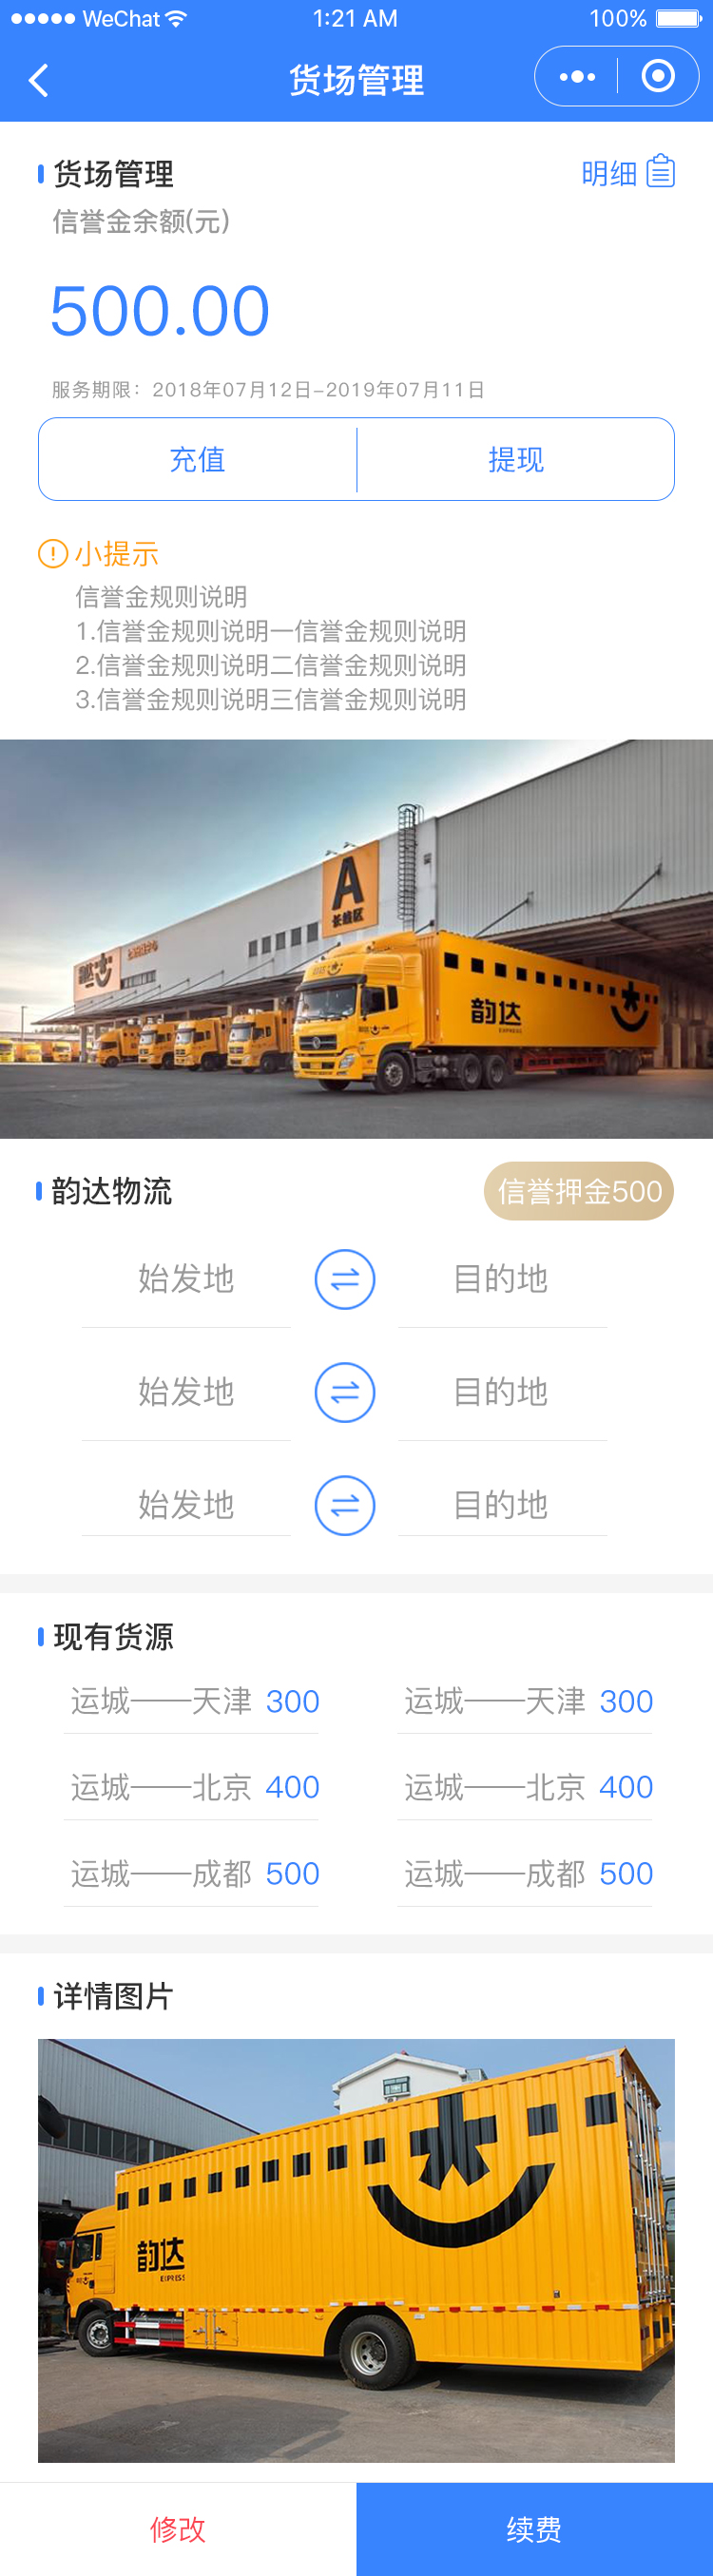 WeChat 1:21 AM 100%
货场管理
货场管理 明细
信誉金余额(元)
500.00
服务期限：2018年07月12日-2019年07月11日
充值 提现
小提示
信誉金规则说明
1.信誉金规则说明一信誉金规则说明
2.信誉金规则说明二信誉金规则说明
3.信誉金规则说明三信誉金规则说明
A
韵达
韵达
EXPRESS
韵达物流 信誉押金500
始发地 目的地
始发地 目的地
始发地 目的地
现有货源
运城——天津 300 运城——天津 300
运城——北京 400 运城——北京 400
运城——成都 500 运城——成都 500
详情图片
韵达
EXPRESS
修改 续费